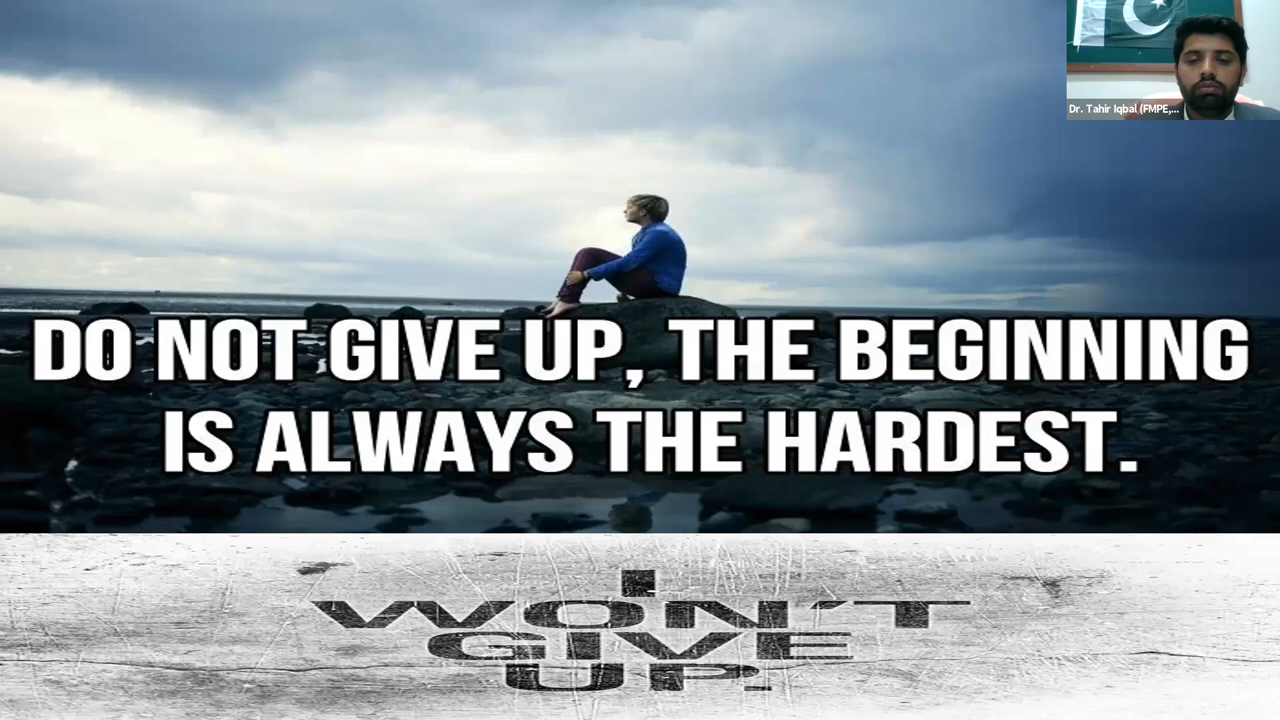 Dr. Tahir Iqbal (FMPE,...
DO NOT GIVE UP, THE BEGINNING
IS ALWAYS THE HARDEST.
I
WON'T
GIVE
UP.